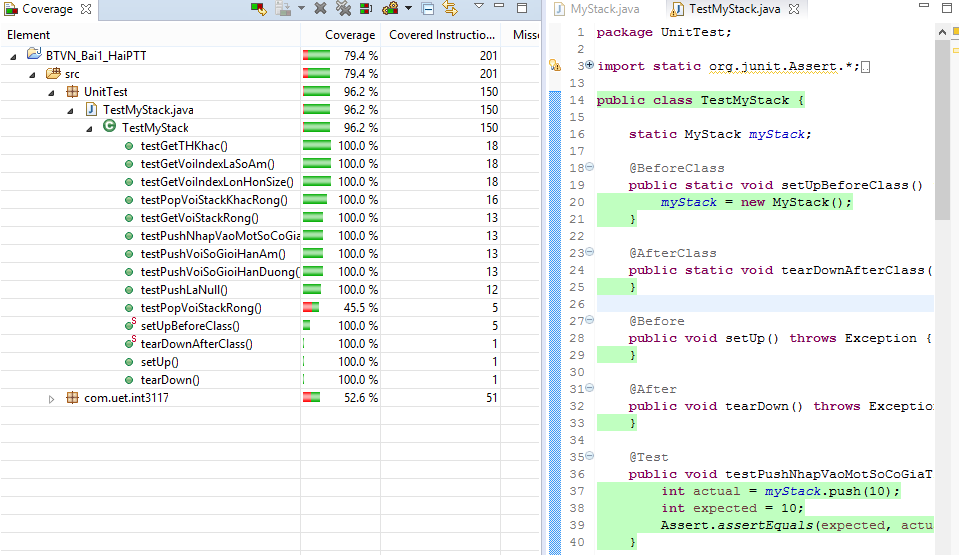 Coverage
Element Coverage Covered Instructio... Misse
BTVN_Bai1_HaiPTT 79.4 % 201
src 79.4 % 201
UnitTest 96.2 % 150
TestMyStack.java 96.2 % 150
TestMyStack 96.2 % 150
testGetTHKhac() 100.0 % 18
testGetVoiIndexLaSoAm() 100.0 % 18
testGetVoiIndexLonHonSize() 100.0 % 18
testPopVoiStackKhacRong() 100.0 % 16
testGetVoiStackRong() 100.0 % 13
testPushNhapVaoMotSoCoGia 100.0 % 13
testPushVoiSoGioiHanAm() 100.0 % 13
testPushVoiSoGioiHanDuong() 100.0 % 13
testPushLaNull() 100.0 % 12
testPopVoiStackRong() 45.5 % 5
setUpBeforeClass() 100.0 % 5
tearDownAfterClass() 100.0 % 1
setUp() 100.0 % 1
tearDown() 100.0 % 1
com.uet.int3117 52.6 % 51
MyStack.java TestMyStack.java
1 package UnitTest;
2
3 import static org.junit.Assert.*;
13
14 public class TestMyStack {
15
16 static MyStack myStack;
17
18 @BeforeClass
19 public static void setUpBeforeClass()
20 myStack = new MyStack();
21 }
22
23 @AfterClass
24 public static void tearDownAfterClass(
25 }
26
27 @Before
28 public void setUp() throws Exception {
29 }
30
31 @After
32 public void tearDown() throws Exception
33 }
34
35 @Test
36 public void testPushNhapVaoMotSoCoGiaT
37 int actual = myStack.push(10);
38 int expected = 10;
39 Assert.assertEquals(expected, actu
40 }